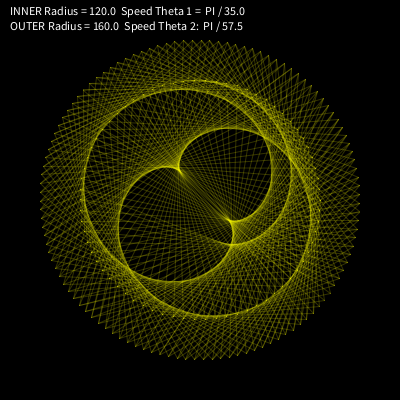 INNER Radius = 120.0  Speed Theta 1 =  PI / 35.0
OUTER Radius = 160.0  Speed Theta 2:  PI / 57.5